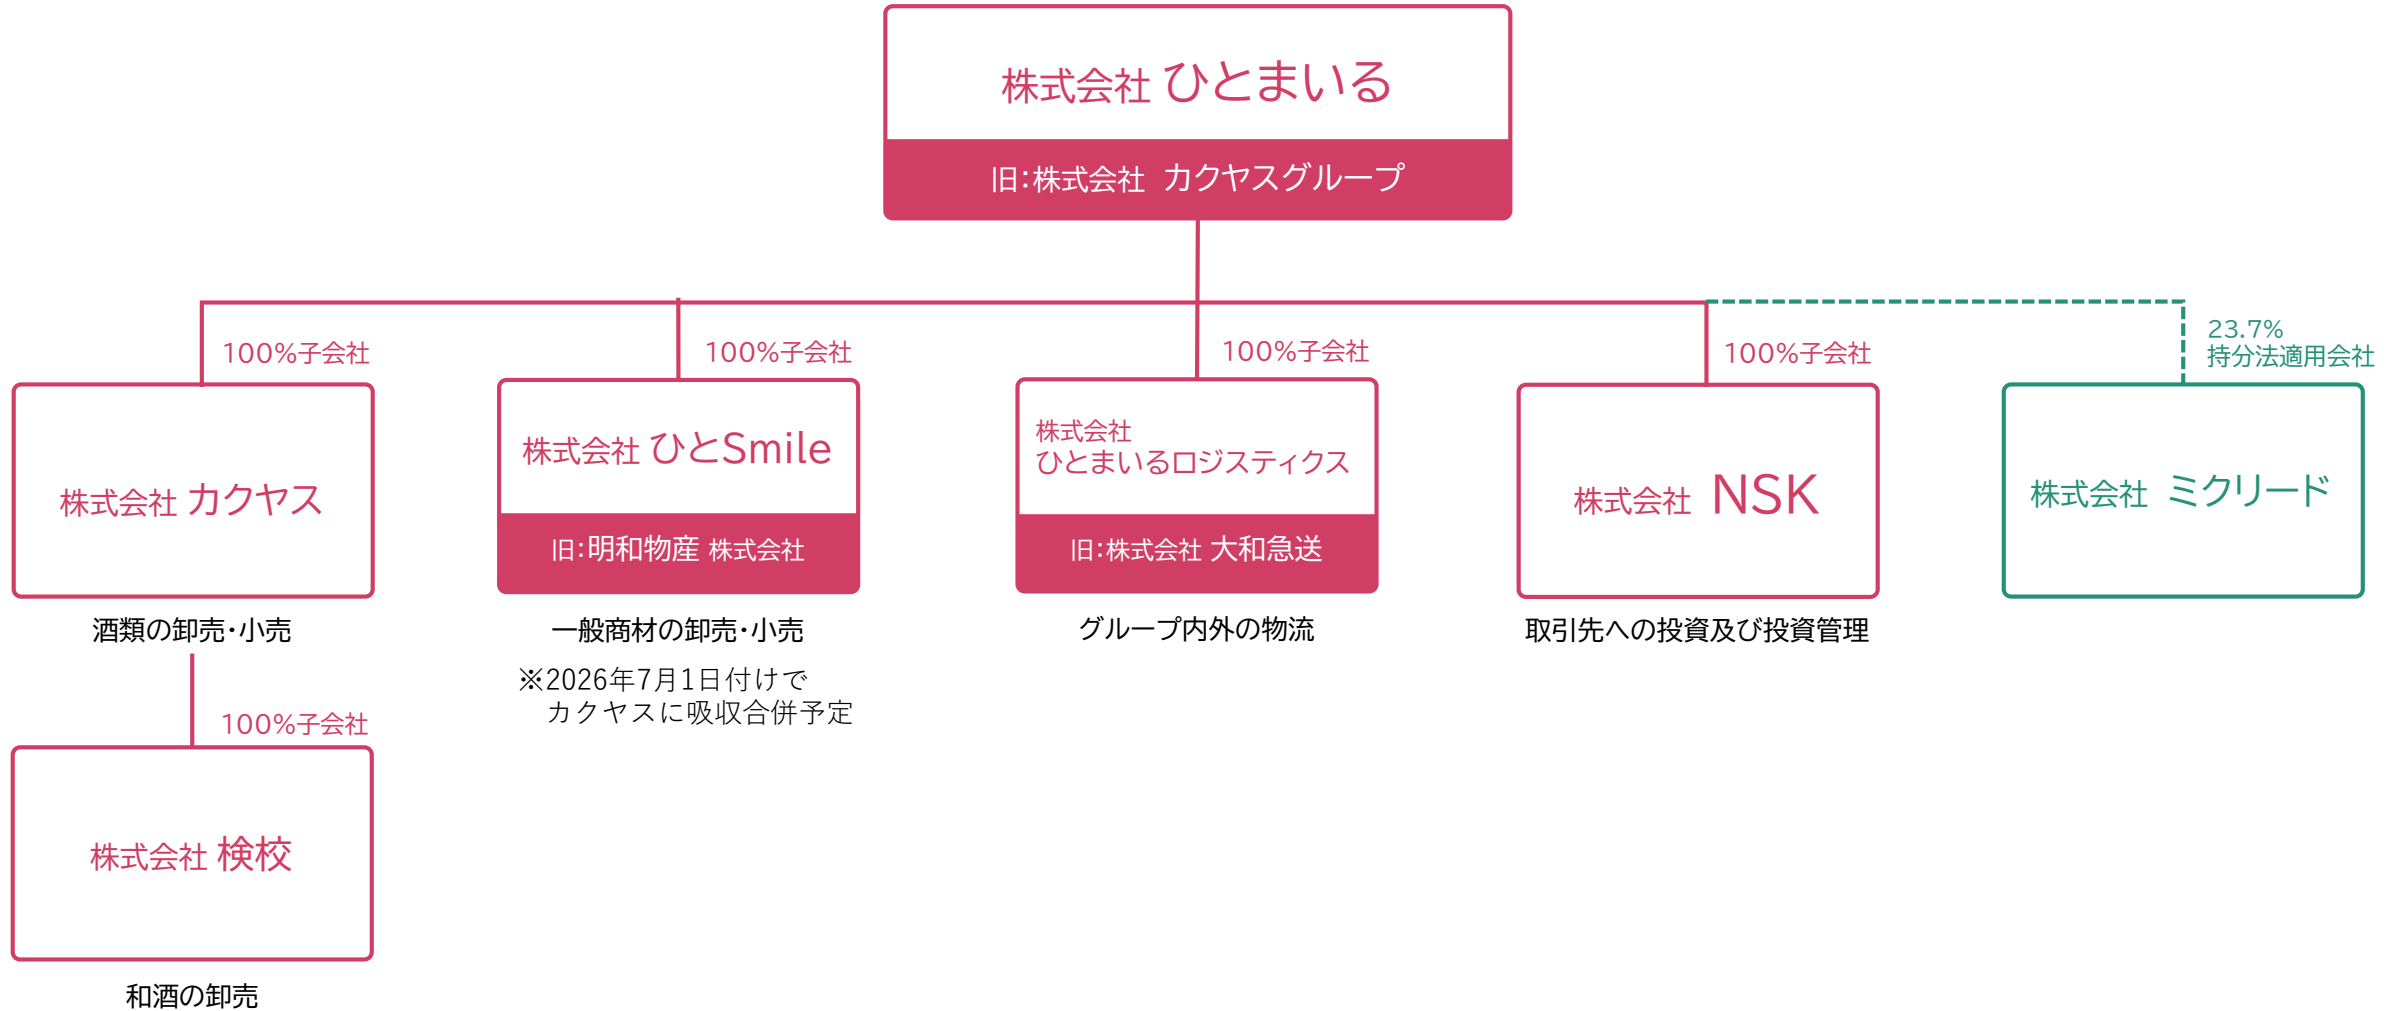 株式会社 ひとまいる
旧：株式会社 カクヤスグループ
100%子会社
株式会社 カクヤス
酒類の卸売・小売
100%子会社
株式会社 ひとSmile
旧：明和物産 株式会社
一般商材の卸売・小売
※2026年7月1日付けで
カクヤスに吸収合併予定
100%子会社
株式会社
ひとまいるロジスティクス
旧：株式会社 大和急送
グループ内外の物流
100%子会社
株式会社 NSK
取引先への投資及び投資管理
23.7%
持分法適用会社
株式会社 ミクリード
100%子会社
株式会社 検校
和酒の卸売